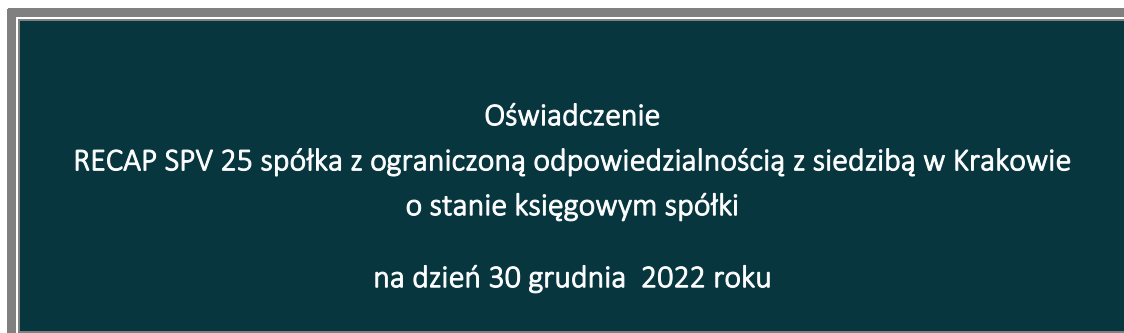 Oświadczenie
RECAP SPV 25 spółka z ograniczoną odpowiedzialnością z siedzibą w Krakowie
o stanie księgowym spółki
na dzień 30 grudnia  2022 roku